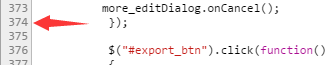 373 more_editDialog.onCancel();
374 });
375
376 $("#export_btn").click(function()
377 {